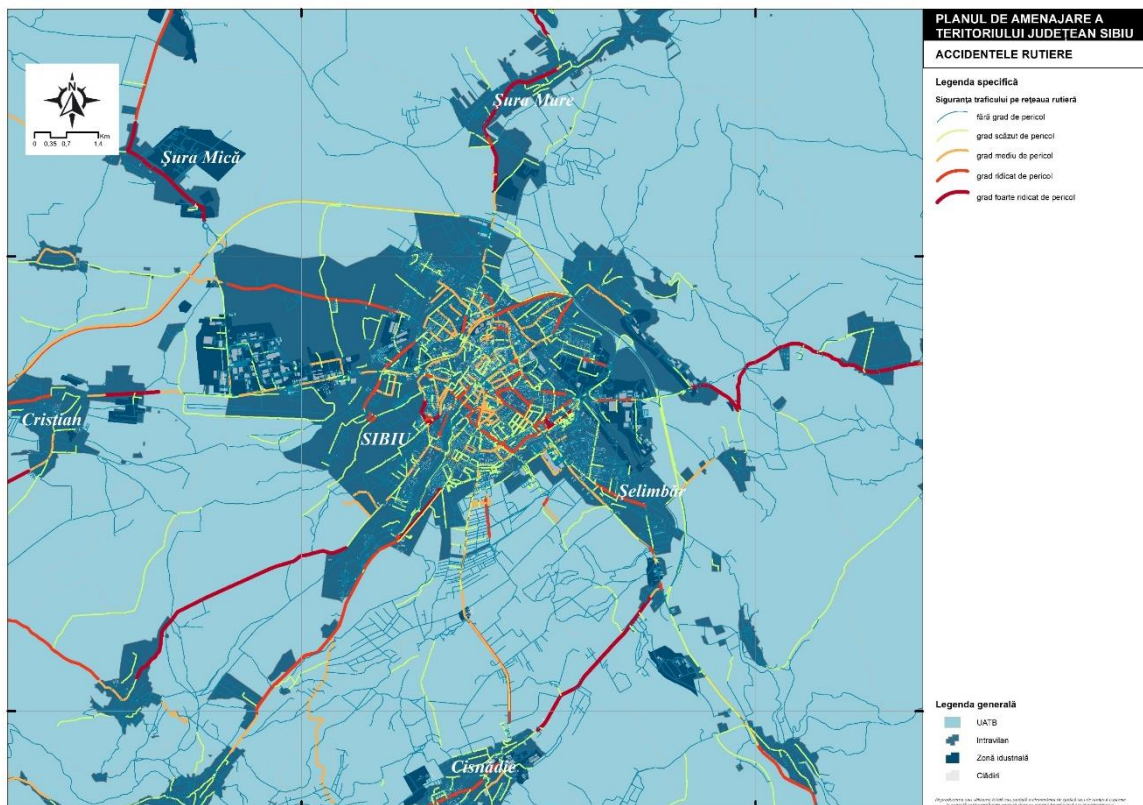 PLANUL DE AMENAJARE A
TERITORIULUI JUDEȚEAN SIBIU
ACCIDENTELE RUTIERE
Legenda specifică
Siguranța traficului pe rețeaua rutieră
fără grad de pericol
grad scăzut de pericol
grad mediu de pericol
grad ridicat de pericol
grad foarte ridicat de pericol
N
Km
0 0,35 0,7 1,4
Șura Mare
Șura Mică
Cristian
SIBIU
Șelimbăr
Cisnădie
Legenda generală
UATB
Intravilan
Zonă idustrială
Clădiri